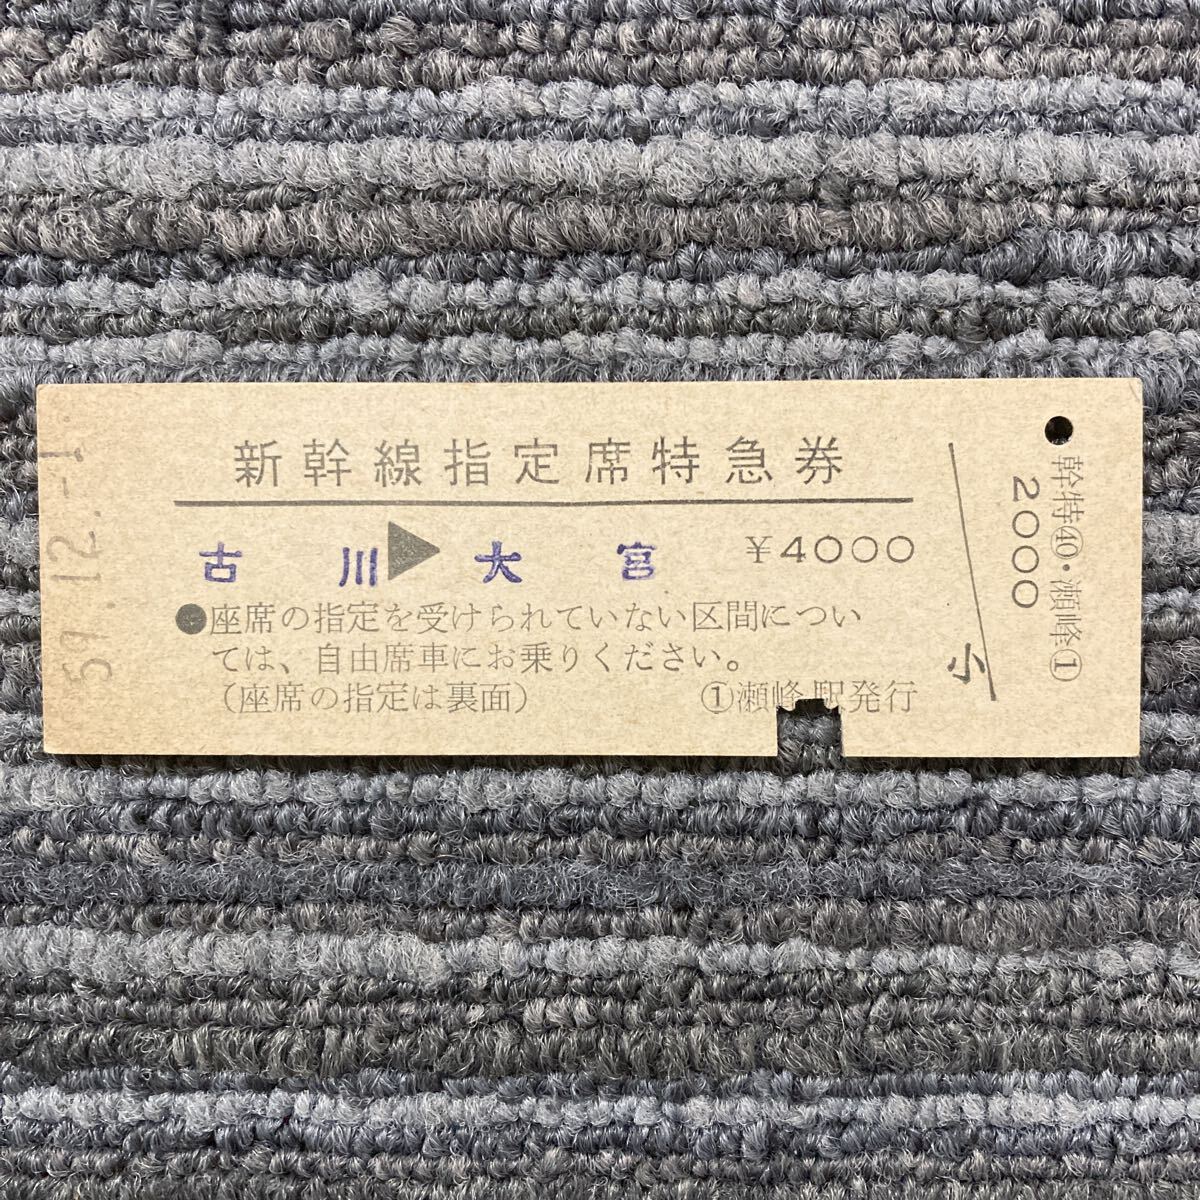 新幹線指定席特急券
古川▶大宮 ¥4000
●座席の指定を受けられていない区間につい
ては、自由席車にお乗りください。
(座席の指定は裏面) ①瀬峰駅発行
小
2000
幹特㊵・瀬峰①
59.12.-1